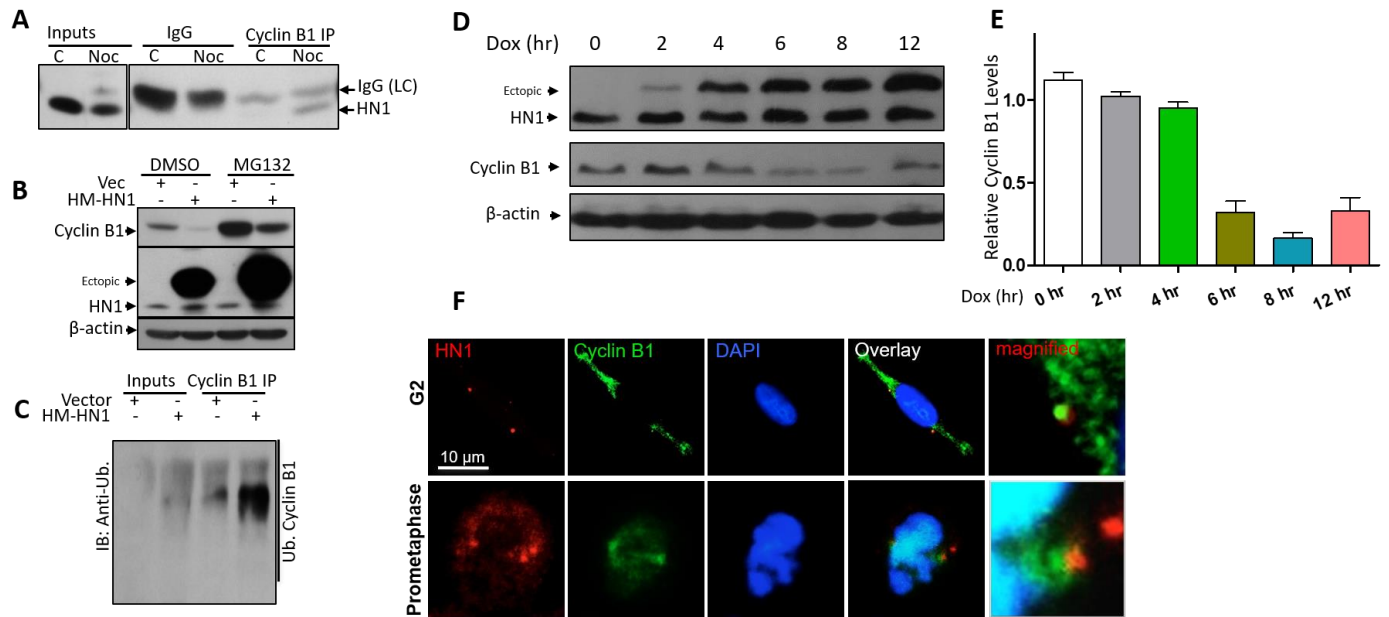 A
Inputs IgG Cyclin B1 IP
C Noc C Noc C Noc
IgG (LC)
HN1
B
DMSO MG132
Vec + - + -
HM-HN1 - + - +
Cyclin B1
Ectopic
HN1
β-actin
C
Inputs Cyclin B1 IP
Vector + - + -
HM-HN1 - + - +
IB: Anti-Ub.
Ub. Cyclin B1
D
Dox (hr) 0 2 4 6 8 12
Ectopic
HN1
Cyclin B1
β-actin
E
Relative Cyclin B1 Levels
1.0
0.5
0.0
Dox (hr) 0 hr 2 hr 4 hr 6 hr 8 hr 12 hr
F
HN1 Cyclin B1 DAPI Overlay magnified
G2
10 µm
Prometaphase